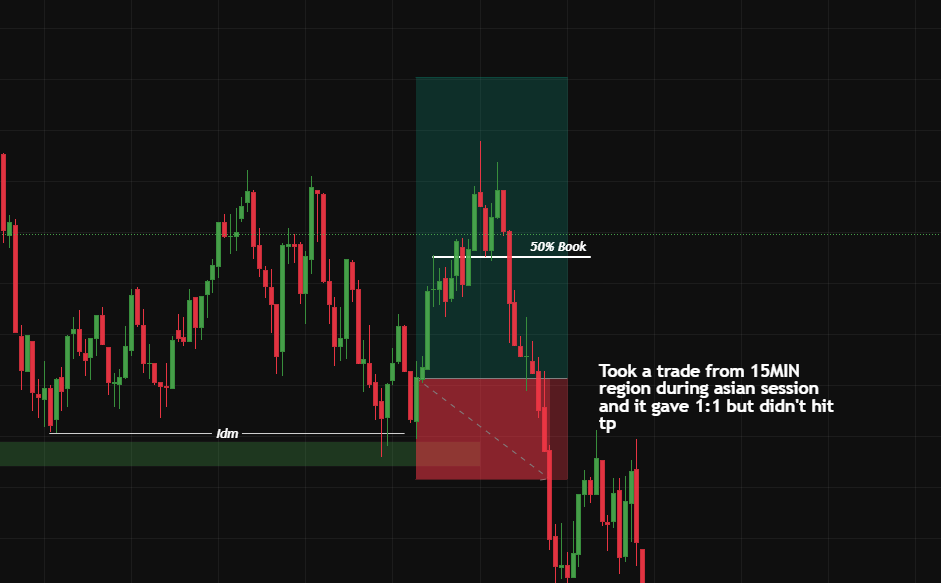 50% Book
Took a trade from 15MIN
region during asian session
and it gave 1:1 but didn't hit
tp
Idm